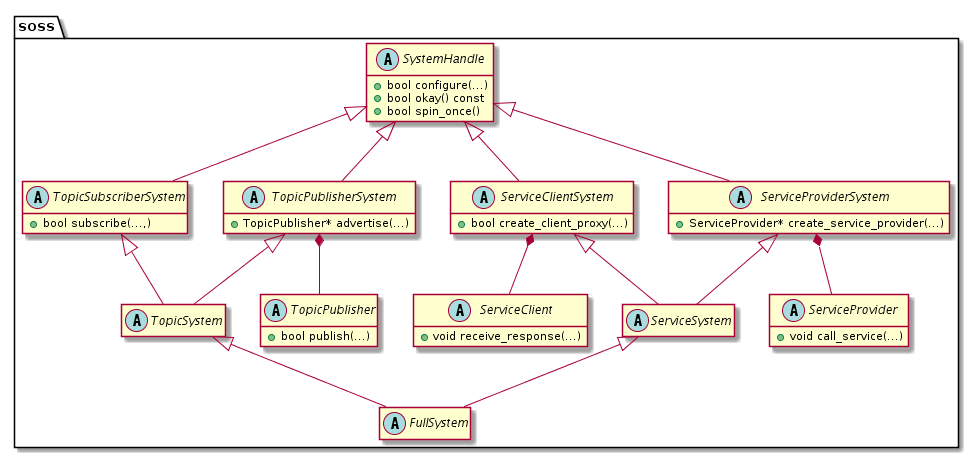 soss
A SystemHandle
bool configure(...)
bool okay() const
bool spin_once()
A TopicSubscriberSystem
bool subscribe(...,)
A TopicPublisherSystem
TopicPublisher* advertise(...)
A ServiceClientSystem
bool create_client_proxy(...)
A ServiceProviderSystem
ServiceProvider* create_service_provider(...)
A TopicSystem
A TopicPublisher
bool publish(...)
A ServiceClient
void receive_response(...)
A ServiceSystem
A ServiceProvider
void call_service(...)
A FullSystem